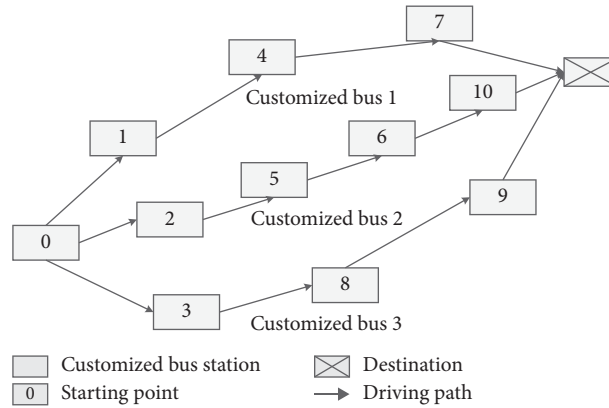 7
4
Customized bus 1
10
1
6
5
2
Customized bus 2
9
0
8
3
Customized bus 3
Customized bus station
Destination
0 Starting point
Driving path